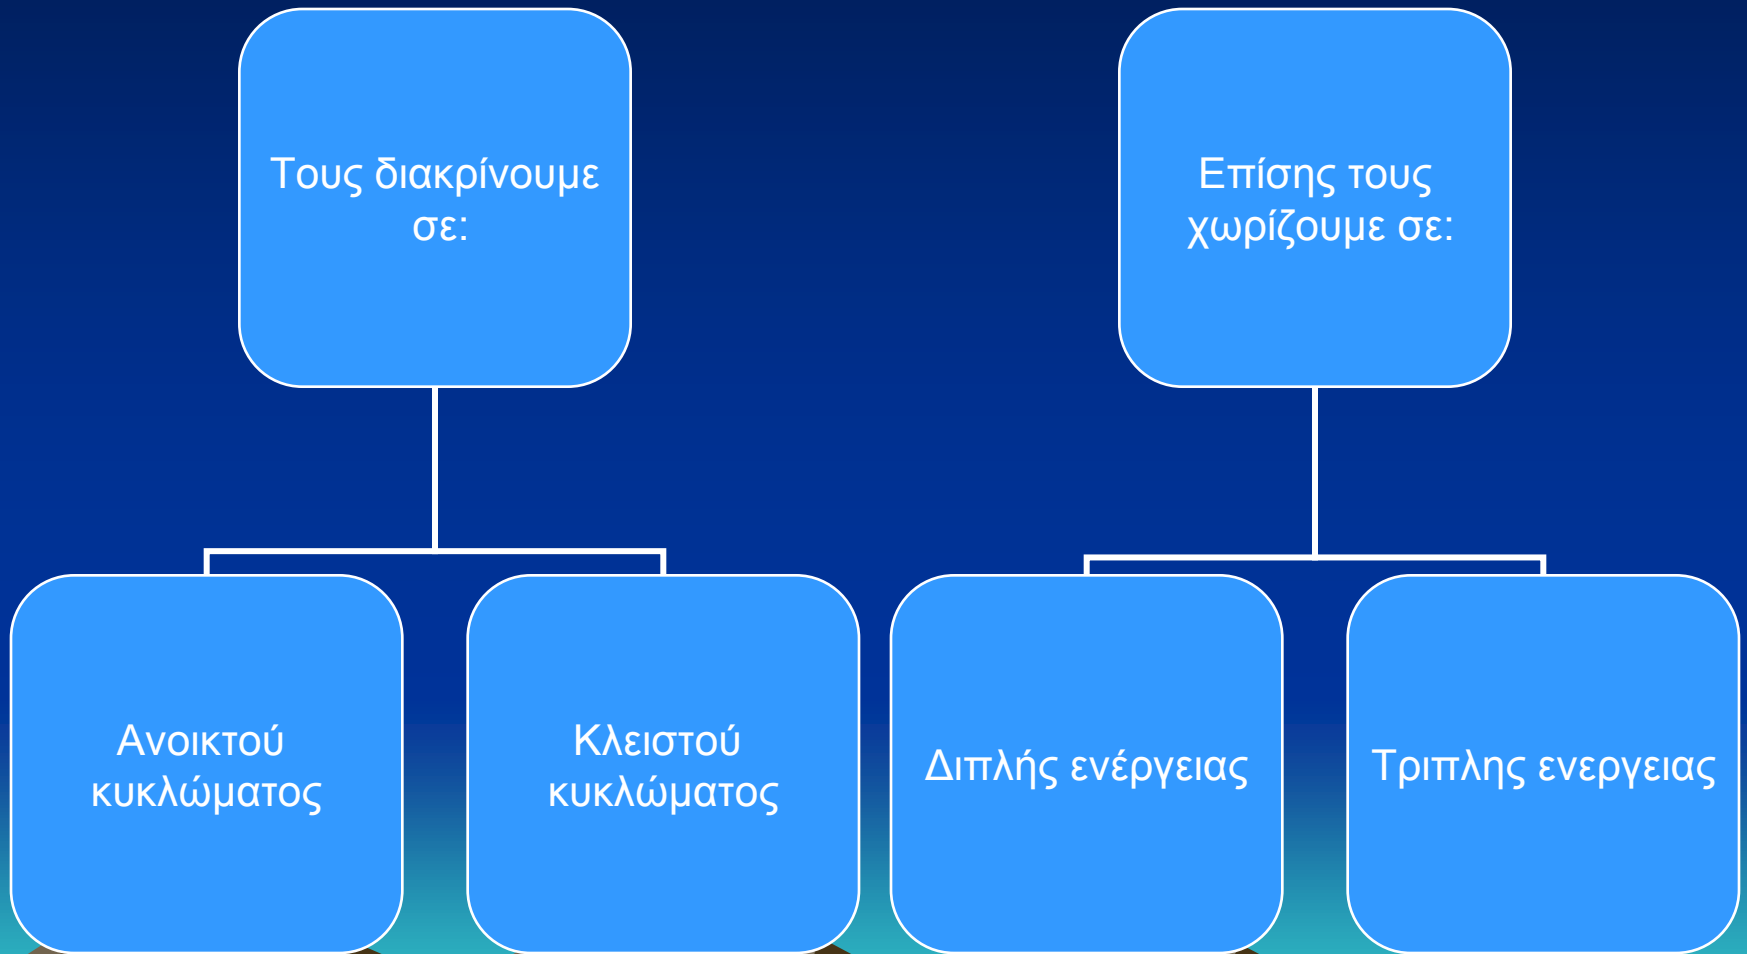 Τους διακρίνουμε
σε:
Ανοικτού
κυκλώματος
Κλειστού
κυκλώματος
Επίσης τους
χωρίζουμε σε:
Διπλής ενέργειας
Τριπλης ενεργειας